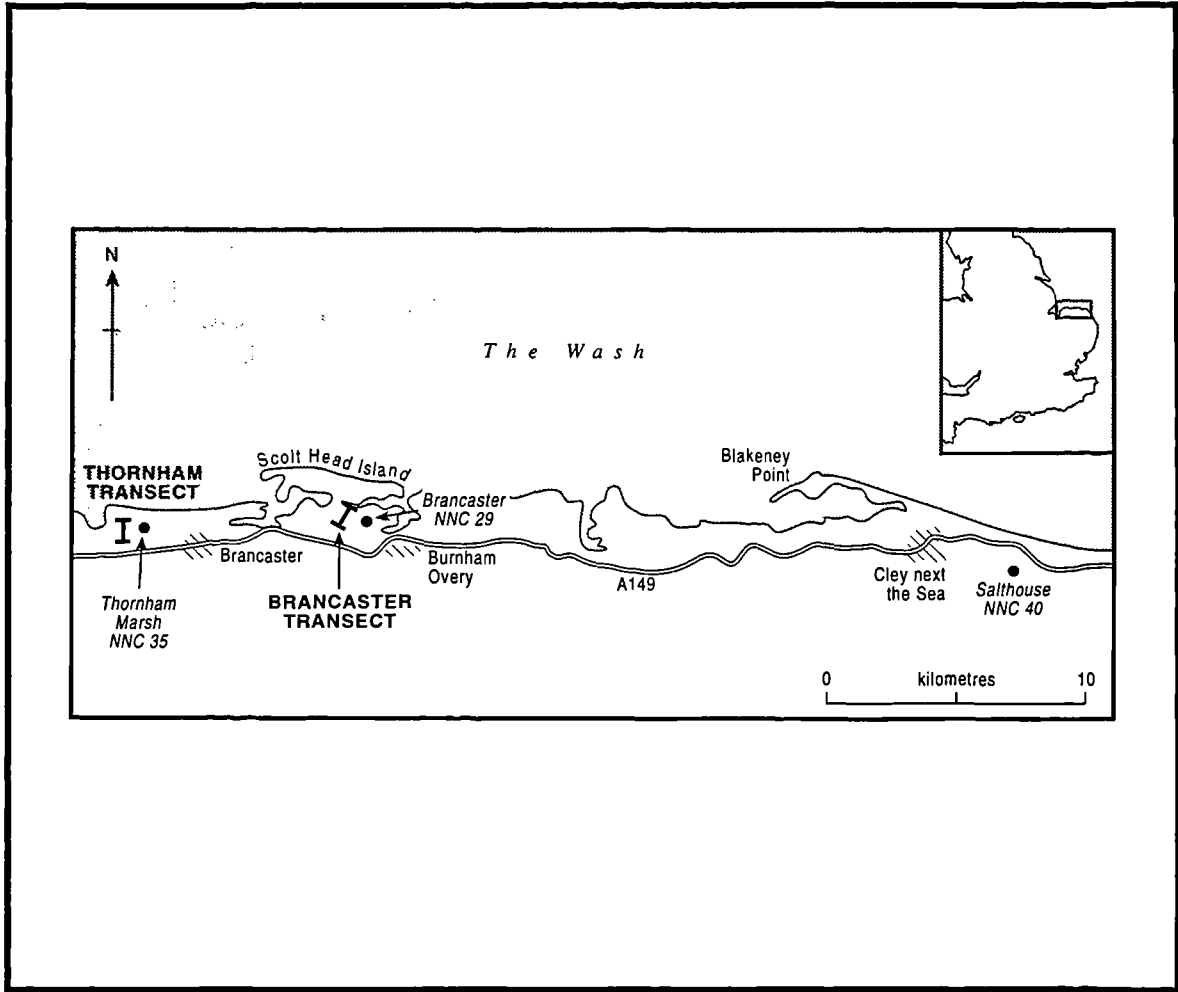 N
The Wash
Scolt Head Island
Blakeney
Point
THORNHAM
TRANSECT
Brancaster
NNC 29
Brancaster
Burnham
Overy
A149
Cley next
the Sea
Salthouse
NNC 40
Thornham
Marsh
NNC 35
BRANCASTER
TRANSECT
0 kilometres 10